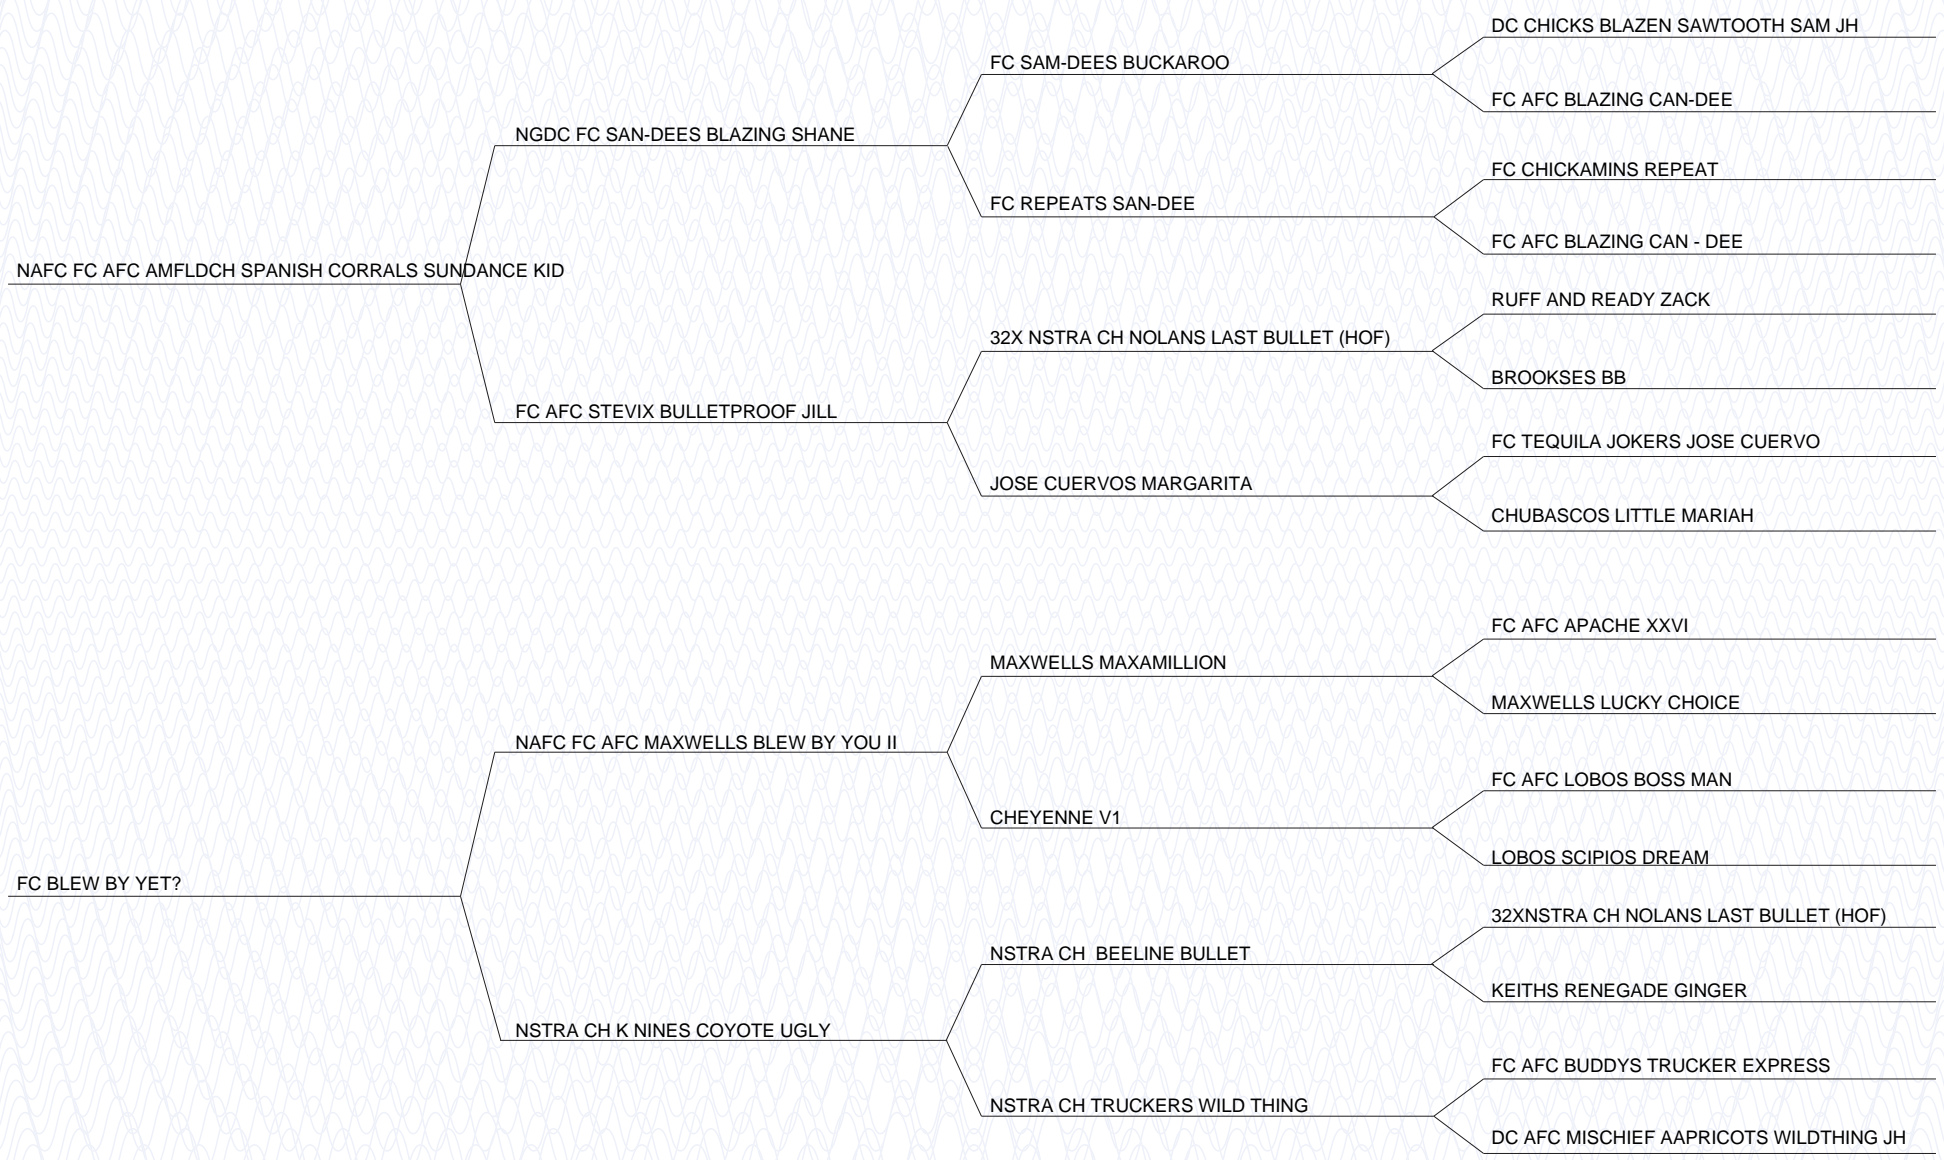 DC CHICKS BLAZEN SAWTOOTH SAM JH
FC SAM-DEES BUCKAROO
FC AFC BLAZING CAN-DEE
NGDC FC SAN-DEES BLAZING SHANE
FC CHICKAMINS REPEAT
FC REPEATS SAN-DEE
FC AFC BLAZING CAN - DEE
NAFC FC AFC AMFLDCH SPANISH CORRALS SUNDANCE KID
RUFF AND READY ZACK
32X NSTRA CH NOLANS LAST BULLET (HOF)
BROOKSES BB
FC AFC STEVIX BULLETPROOF JILL
FC TEQUILA JOKERS JOSE CUERVO
JOSE CUERVOS MARGARITA
CHUBASCOS LITTLE MARIAH
FC AFC APACHE XXVI
MAXWELLS MAXAMILLION
MAXWELLS LUCKY CHOICE
NAFC FC AFC MAXWELLS BLEW BY YOU II
FC AFC LOBOS BOSS MAN
CHEYENNE V1
LOBOS SCIPIOS DREAM
FC BLEW BY YET?
32XNSTRA CH NOLANS LAST BULLET (HOF)
NSTRA CH  BEELINE BULLET
KEITHS RENEGADE GINGER
NSTRA CH K NINES COYOTE UGLY
FC AFC BUDDYS TRUCKER EXPRESS
NSTRA CH TRUCKERS WILD THING
DC AFC MISCHIEF AAPRICOTS WILDTHING JH